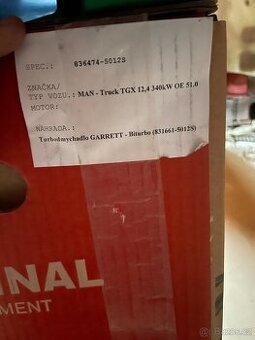 SPEC.: 836474-5012S
ZNAČKA/
TYP VOZU.: MAN - Truck TGX 12,4 340kW OE 51.0
MOTOR:
NÁHRADA.:
Turbodmychadlo GARRETT - Biturbo (831661-5012S)
INAL
MENT